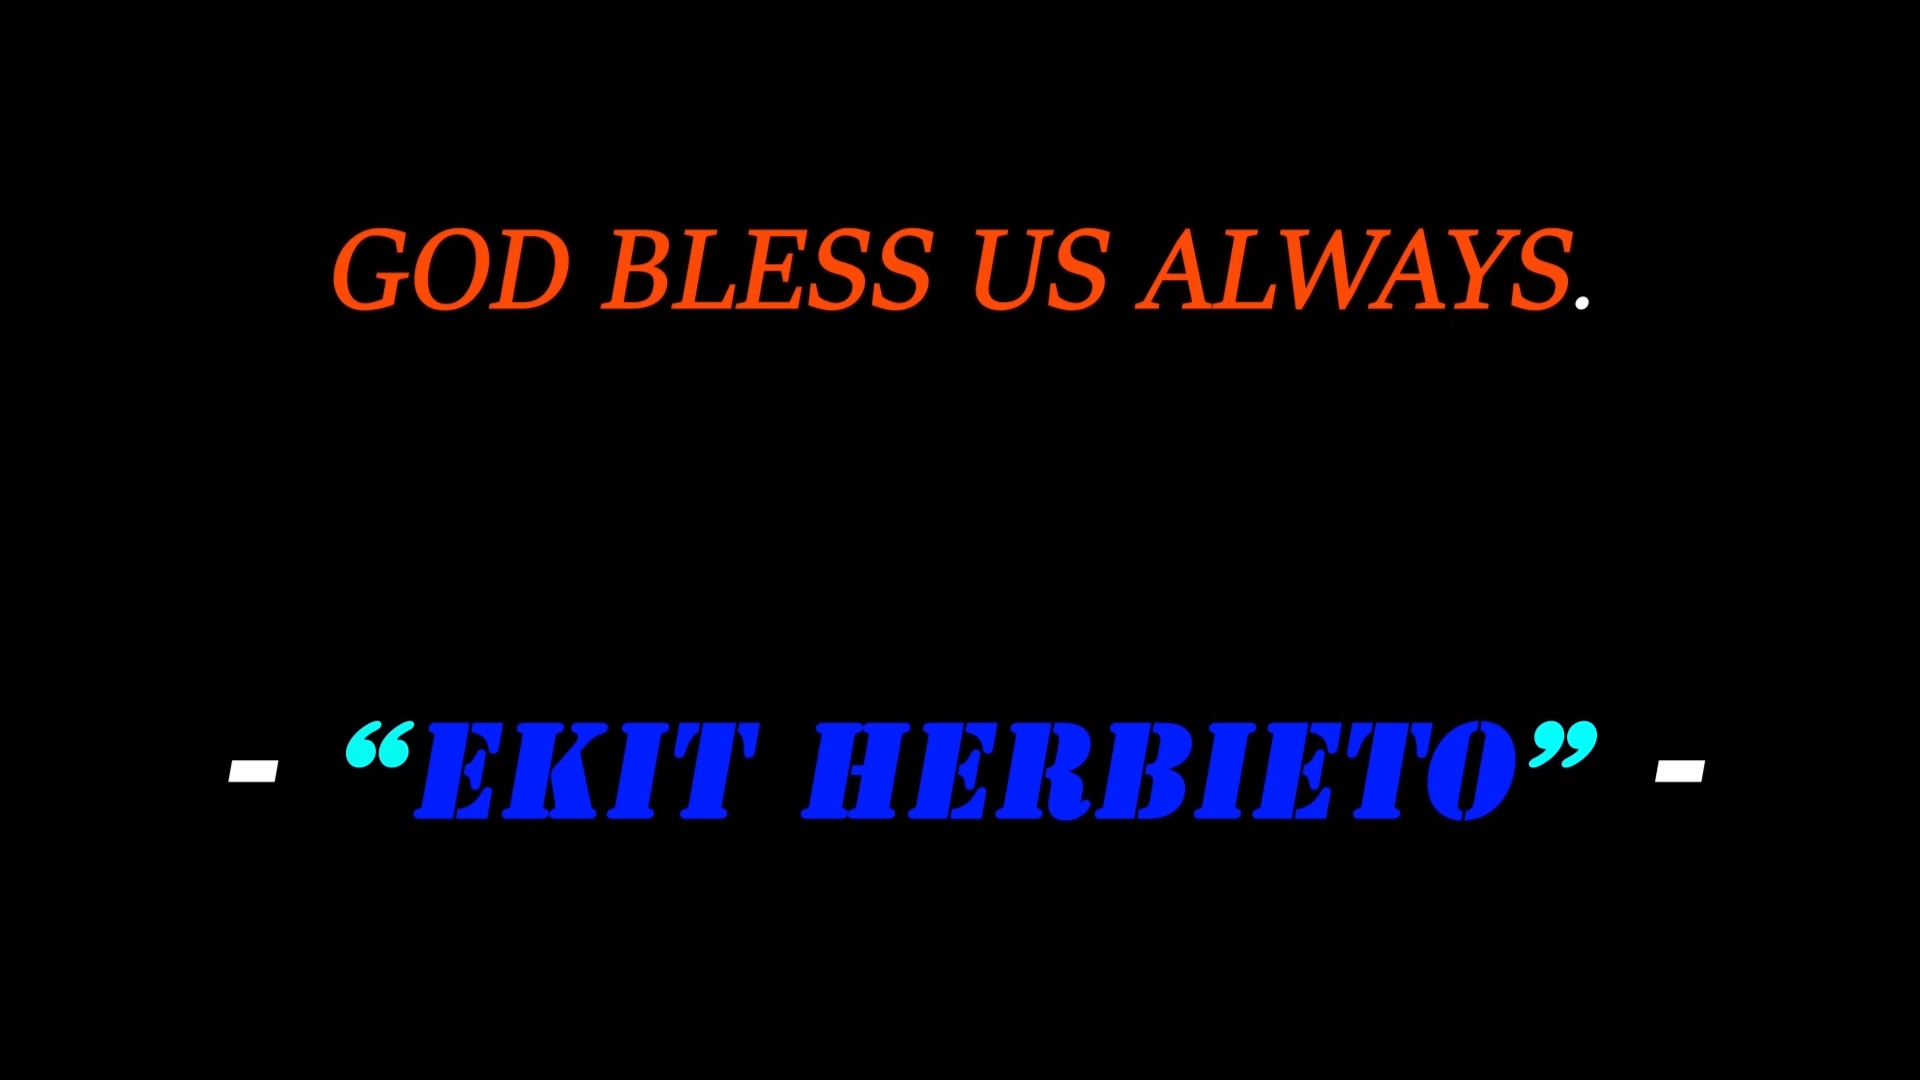 GOD BLESS US ALWAYS.
- “EKIT HERBIETO” -